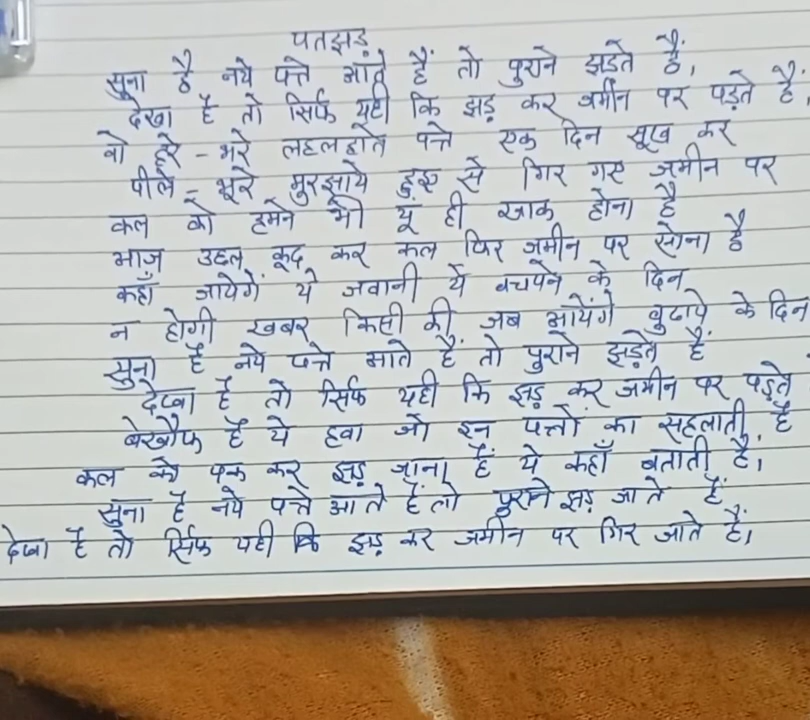 पतझड़
सुना है नये पत्ते आते हैं तो पुराने झड़ते हैं,
देखा है तो सिर्फ यही कि झड़ कर जमीन पर पड़ते हैं,
वो हरे - भरे लहलहाते पत्ते एक दिन सूख कर
पीले - भूरे मुरझाये हुए से गिर गए जमीन पर
कल को हमने भी यू ही खाक होना है
आज उछल कूद कर कल फिर जमीन पर सोना है
कहाँ जायेगें ये जवानी ये बचपने के दिन
न होगी खबर किसी की जब आयेंगे बुढापे के दिन
सुना है नये पत्ते आते हैं तो पुराने झड़ते हैं
देखा है तो सिर्फ यही कि झड़ कर जमीन पर पड़ते
बेखौफ है ये हवा जो इन पत्तों का सहलाती है
कल को पक कर झड़ जाना है ये कहाँ बताती है,
सुना है नये पत्ते आते हैं तो पुराने झड़ जाते हैं
देखा है तो सिर्फ यही कि झड़ कर जमीन पर गिर जाते हैं,